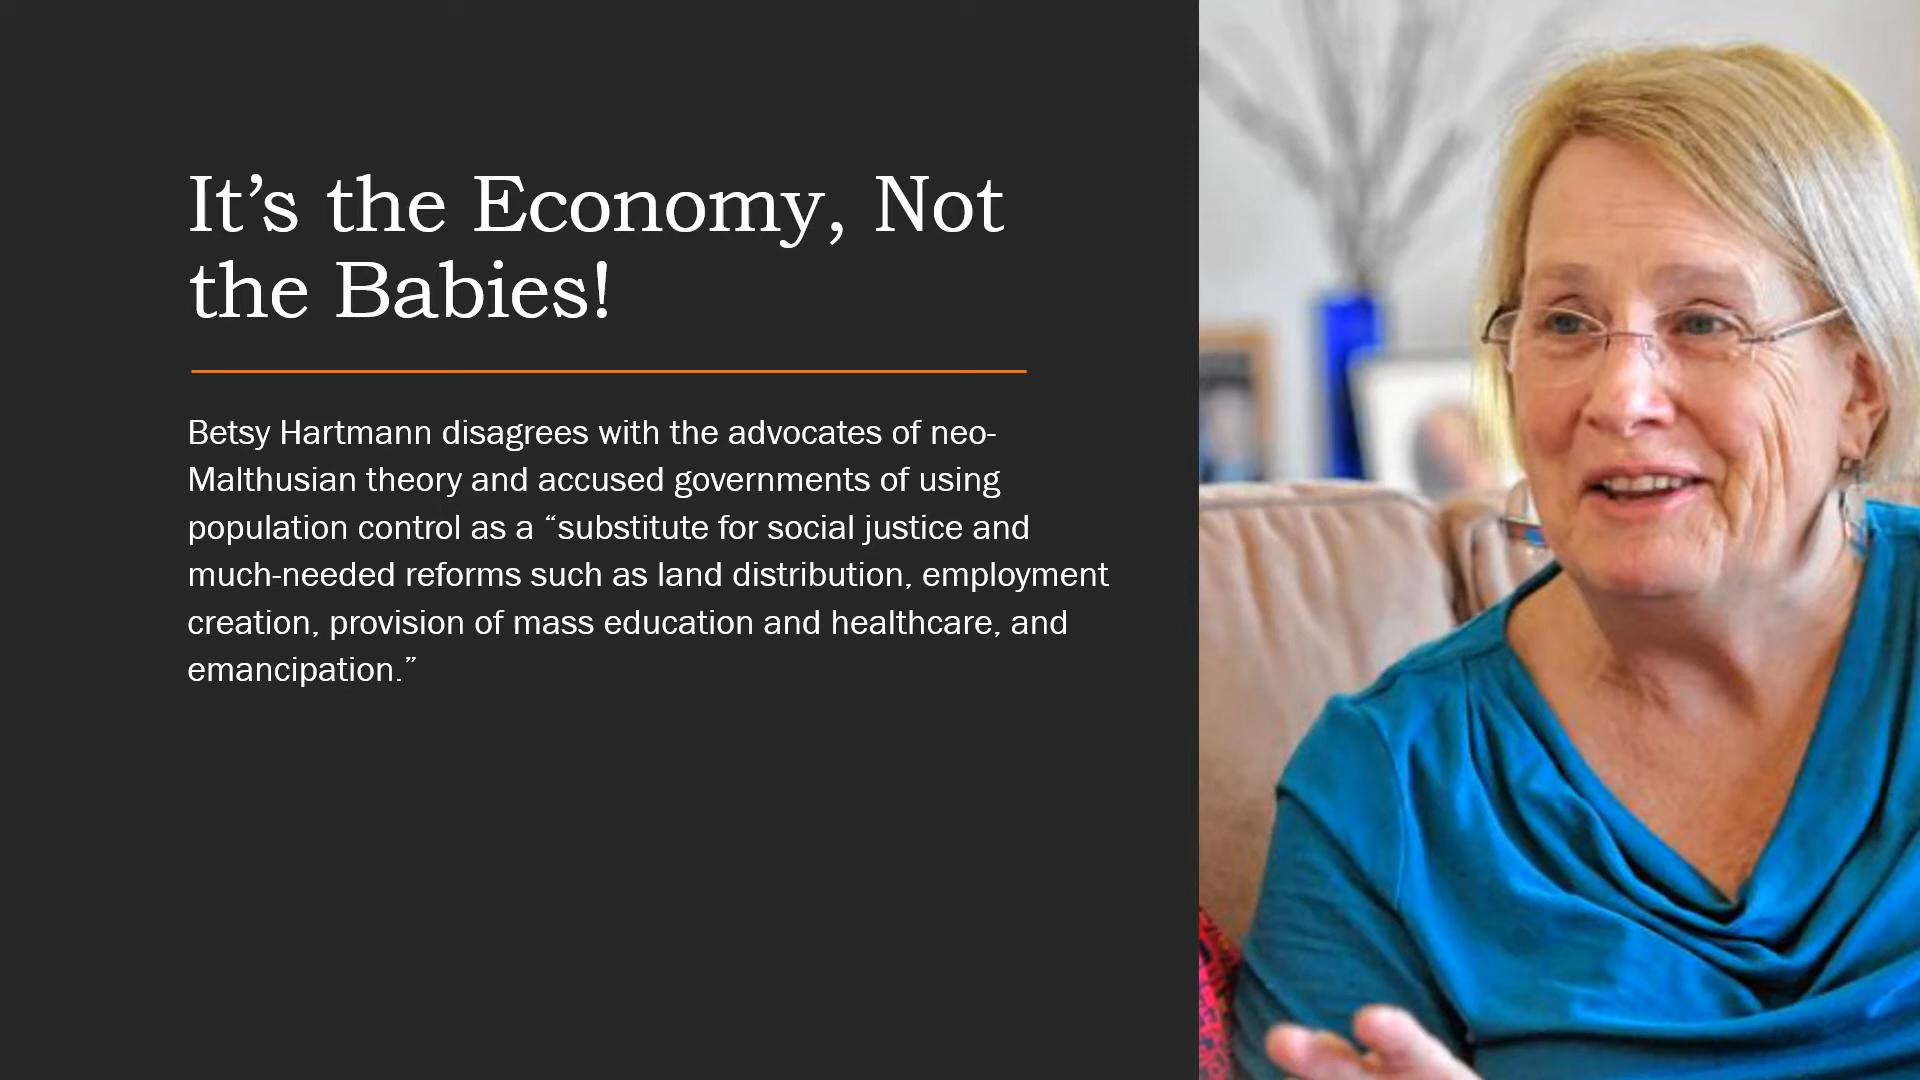 It’s the Economy, Not
the Babies!
Betsy Hartmann disagrees with the advocates of neo-
Malthusian theory and accused governments of using
population control as a “substitute for social justice and
much-needed reforms such as land distribution, employment
creation, provision of mass education and healthcare, and
emancipation.”